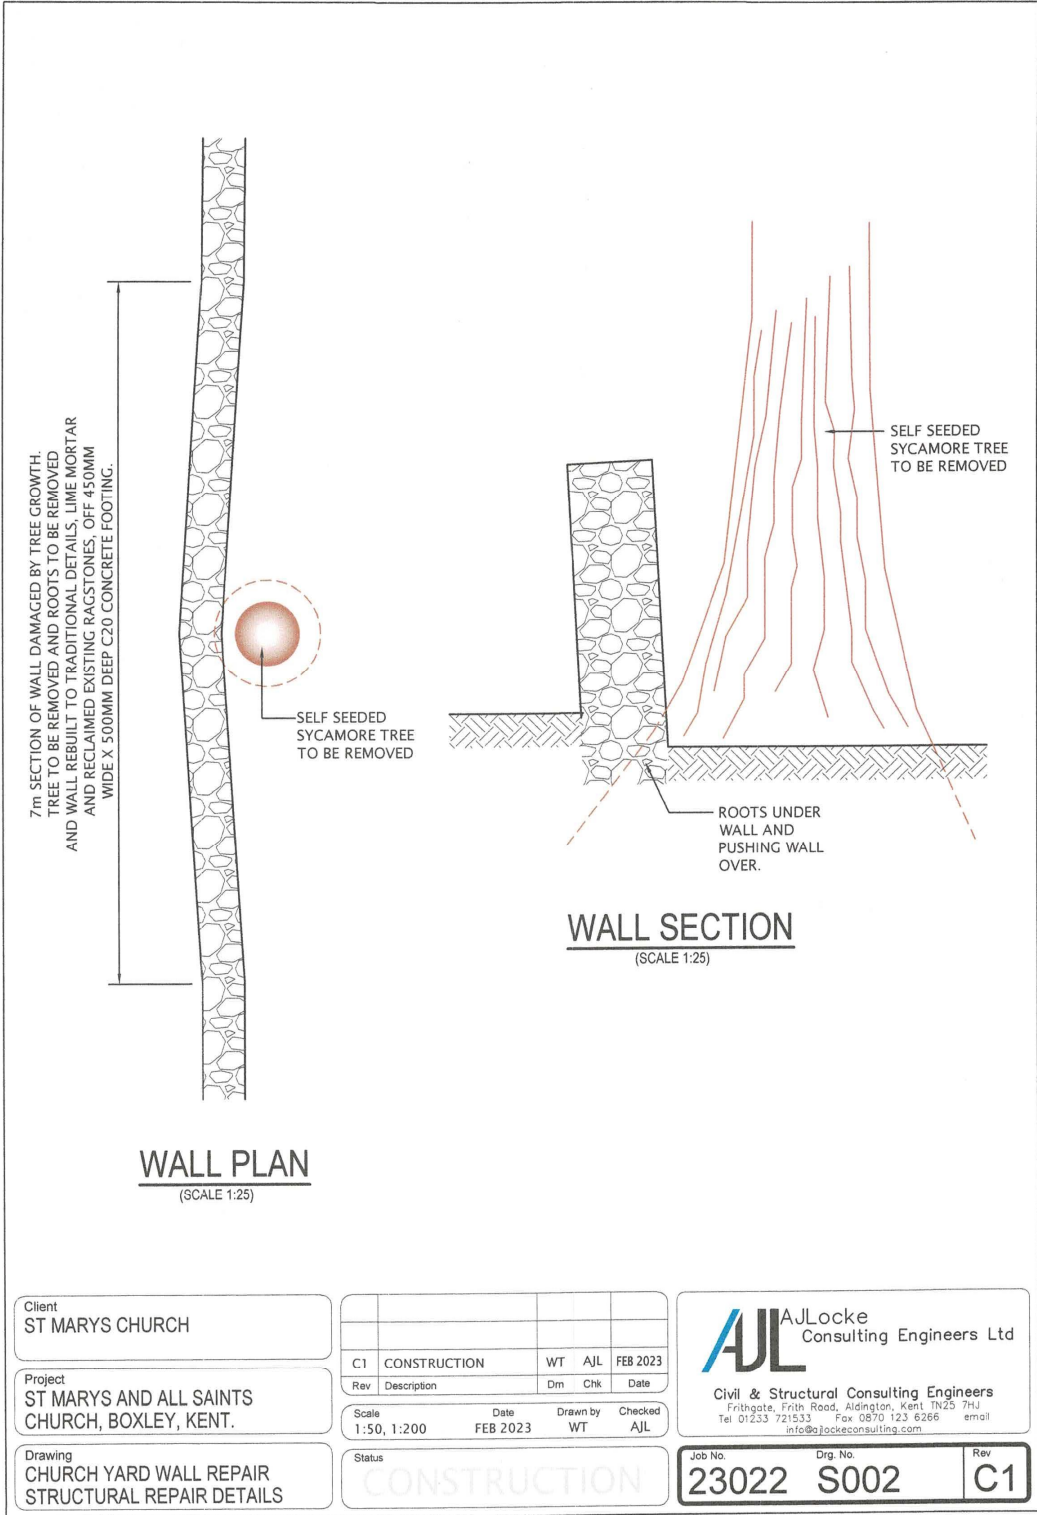 7m SECTION OF WALL DAMAGED BY TREE GROWTH.
TREE TO BE REMOVED AND ROOTS TO BE REMOVED
AND WALL REBUILT TO TRADITIONAL DETAILS, LIME MORTAR
AND RECLAIMED EXISTING RAGSTONES, OFF 450MM
WIDE X 500MM DEEP C20 CONCRETE FOOTING.
SELF SEEDED
SYCAMORE TREE
TO BE REMOVED
SELF SEEDED
SYCAMORE TREE
TO BE REMOVED
ROOTS UNDER
WALL AND
PUSHING WALL
OVER.
WALL SECTION
(SCALE 1:25)
WALL PLAN
(SCALE 1:25)
Client
ST MARYS CHURCH
Project
ST MARYS AND ALL SAINTS
CHURCH, BOXLEY, KENT.
Drawing
CHURCH YARD WALL REPAIR
STRUCTURAL REPAIR DETAILS
C1 CONSTRUCTION WT AJL FEB 2023
Rev Description Drn Chk Date
Scale Date Drawn by Checked
1:50, 1:200 FEB 2023 WT AJL
Status
CONSTRUCTION
AJL AJLocke
Consulting Engineers Ltd
Civil & Structural Consulting Engineers
Frithgate, Frith Road, Aldington, Kent TN25 7HJ
Tel 01233 721533 Fax 0870 123 6266 email
info@ajlockeconsulting.com
Job No. Drg. No. Rev
23022 S002 C1